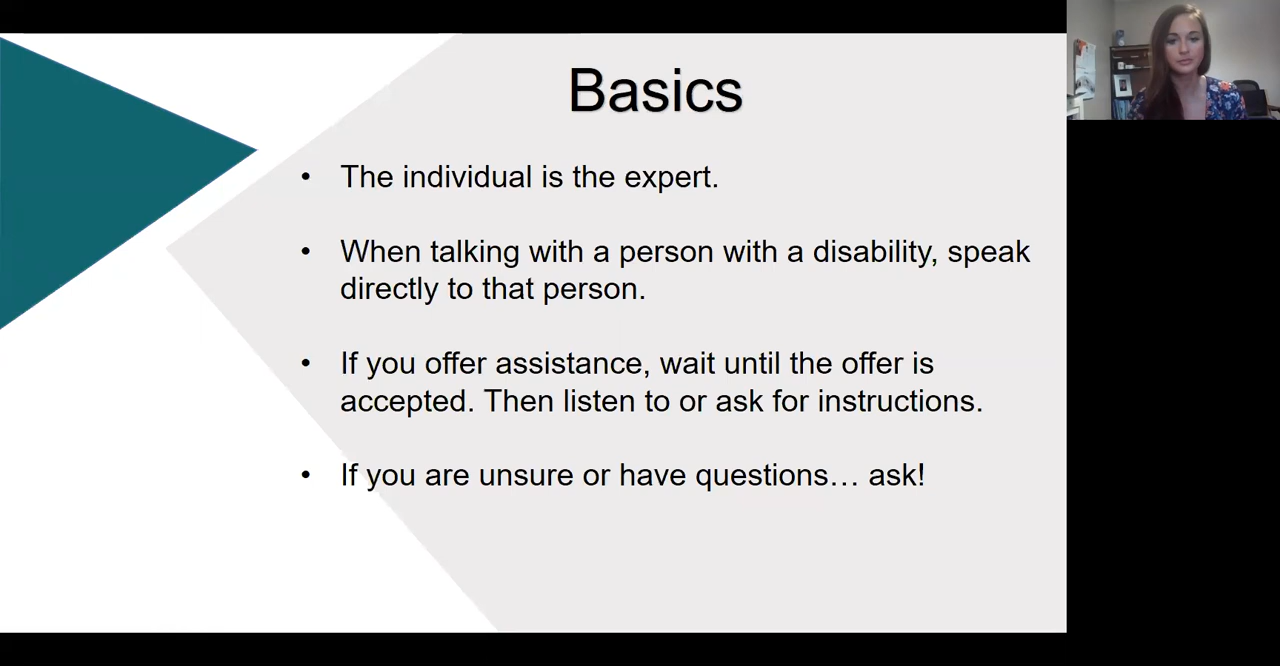 Basics
• The individual is the expert.
• When talking with a person with a disability, speak
directly to that person.
• If you offer assistance, wait until the offer is
accepted. Then listen to or ask for instructions.
• If you are unsure or have questions… ask!